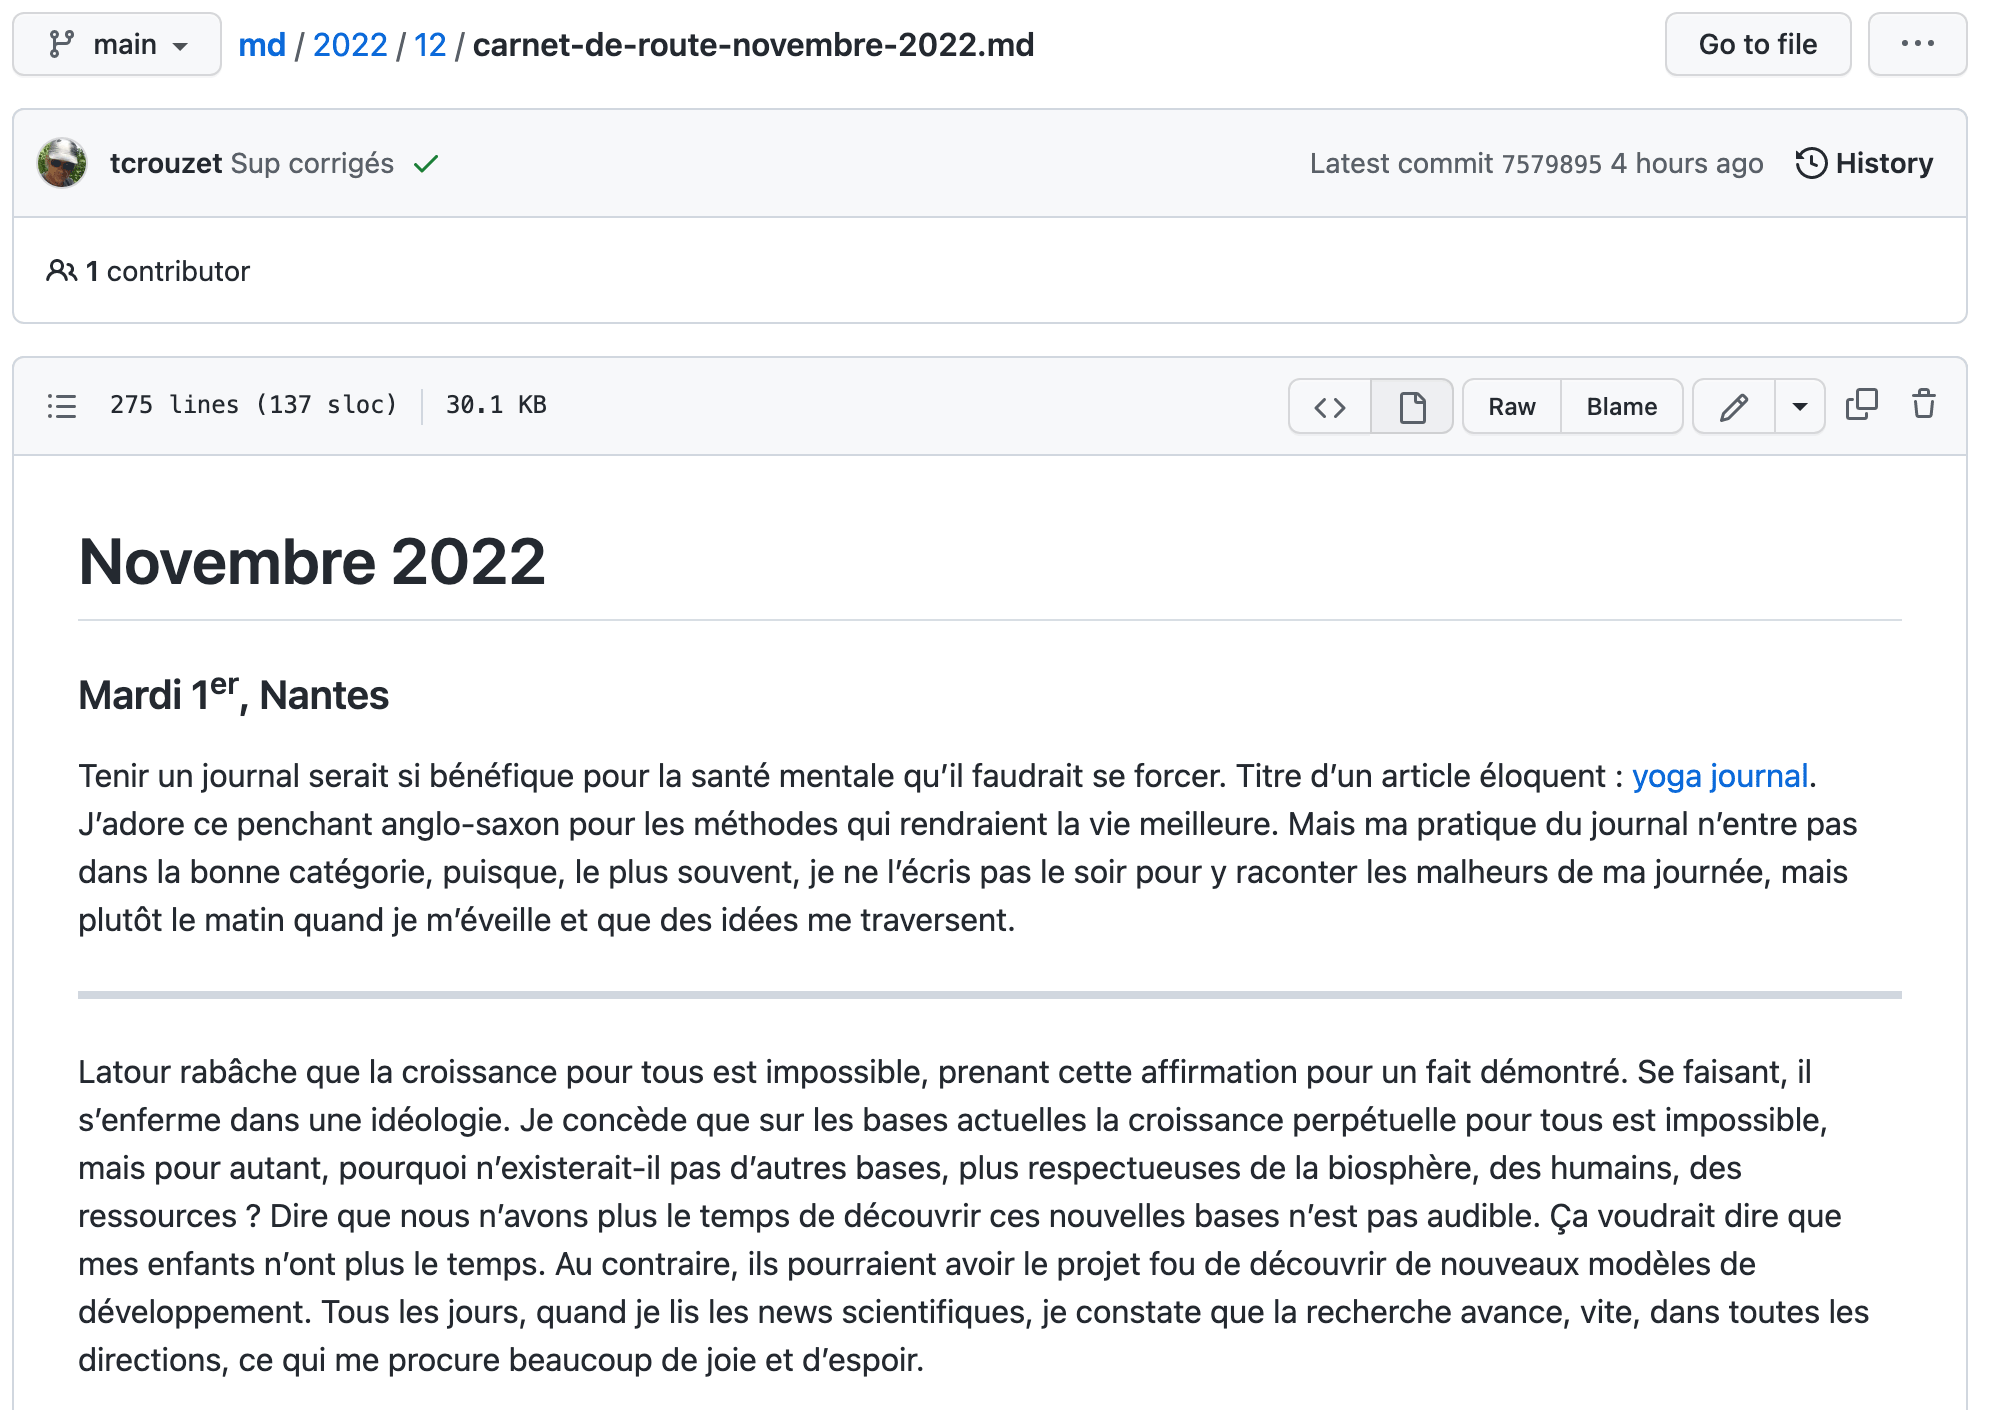 main md / 2022 / 12 / carnet-de-route-novembre-2022.md Go to file
tcrouzet Sup corrigés Latest commit 7579895 4 hours ago History
1 contributor
275 lines (137 sloc) 30.1 KB Raw Blame
Novembre 2022
Mardi 1er, Nantes
Tenir un journal serait si bénéfique pour la santé mentale qu’il faudrait se forcer. Titre d’un article éloquent : yoga journal.
J’adore ce penchant anglo-saxon pour les méthodes qui rendraient la vie meilleure. Mais ma pratique du journal n’entre pas
dans la bonne catégorie, puisque, le plus souvent, je ne l’écris pas le soir pour y raconter les malheurs de ma journée, mais
plutôt le matin quand je m’éveille et que des idées me traversent.
Latour rabâche que la croissance pour tous est impossible, prenant cette affirmation pour un fait démontré. Se faisant, il
s’enferme dans une idéologie. Je concède que sur les bases actuelles la croissance perpétuelle pour tous est impossible,
mais pour autant, pourquoi n’existerait-il pas d’autres bases, plus respectueuses de la biosphère, des humains, des
ressources ? Dire que nous n’avons plus le temps de découvrir ces nouvelles bases n’est pas audible. Ça voudrait dire que
mes enfants n’ont plus le temps. Au contraire, ils pourraient avoir le projet fou de découvrir de nouveaux modèles de
développement. Tous les jours, quand je lis les news scientifiques, je constate que la recherche avance, vite, dans toutes les
directions, ce qui me procure beaucoup de joie et d’espoir.